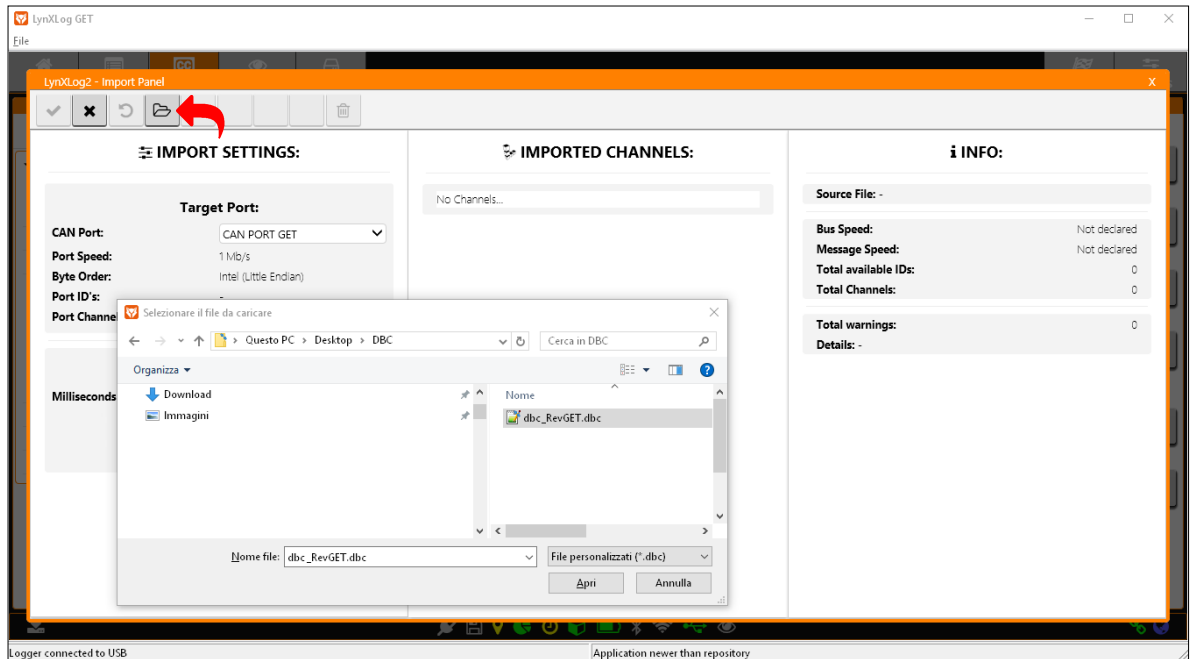 LynXLog GET
File
LynXLog2 - Import Panel
X
IMPORT SETTINGS:
Target Port:
CAN Port:
CAN PORT GET
Port Speed:
1 Mb/s
Byte Order:
Intel (Little Endian)
Port ID's:
-
Port Channe
Milliseconds
IMPORTED CHANNELS:
No Channels...
INFO:
Source File: -
Bus Speed:
Not declared
Message Speed:
Not declared
Total available IDs:
0
Total Channels:
0
Total warnings:
0
Details: -
Selezionare il file da caricare
Questo PC > Desktop > DBC
Cerca in DBC
Organizza
Download
Immagini
Nome
dbc_RevGET.dbc
Nome file:
dbc_RevGET.dbc
File personalizzati (*.dbc)
Apri
Annulla
Logger connected to USB
Application newer than repository